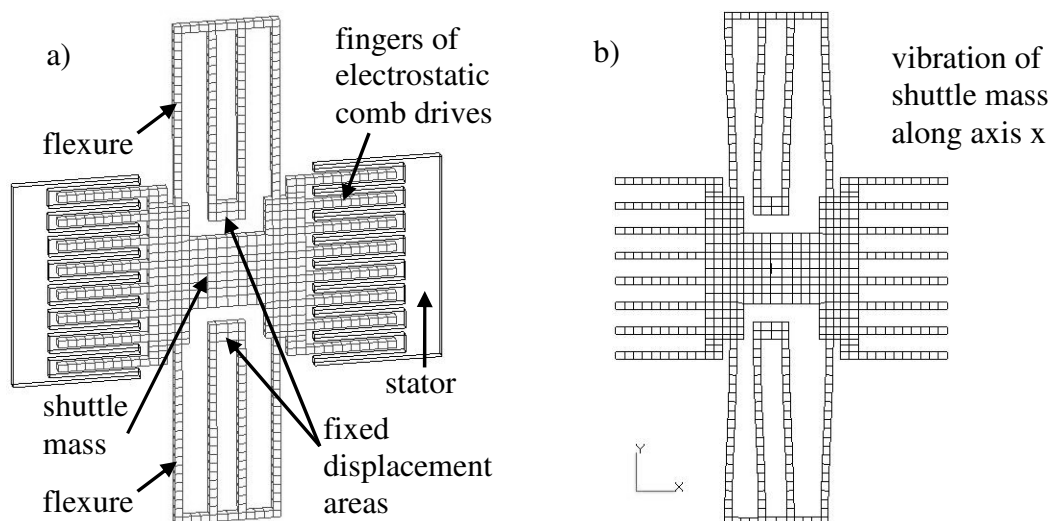 a)
fingers of
electrostatic
comb drives
flexure
stator
shuttle
mass
fixed
displacement
areas
flexure
b)
vibration of
shuttle mass
along axis x
Y
X